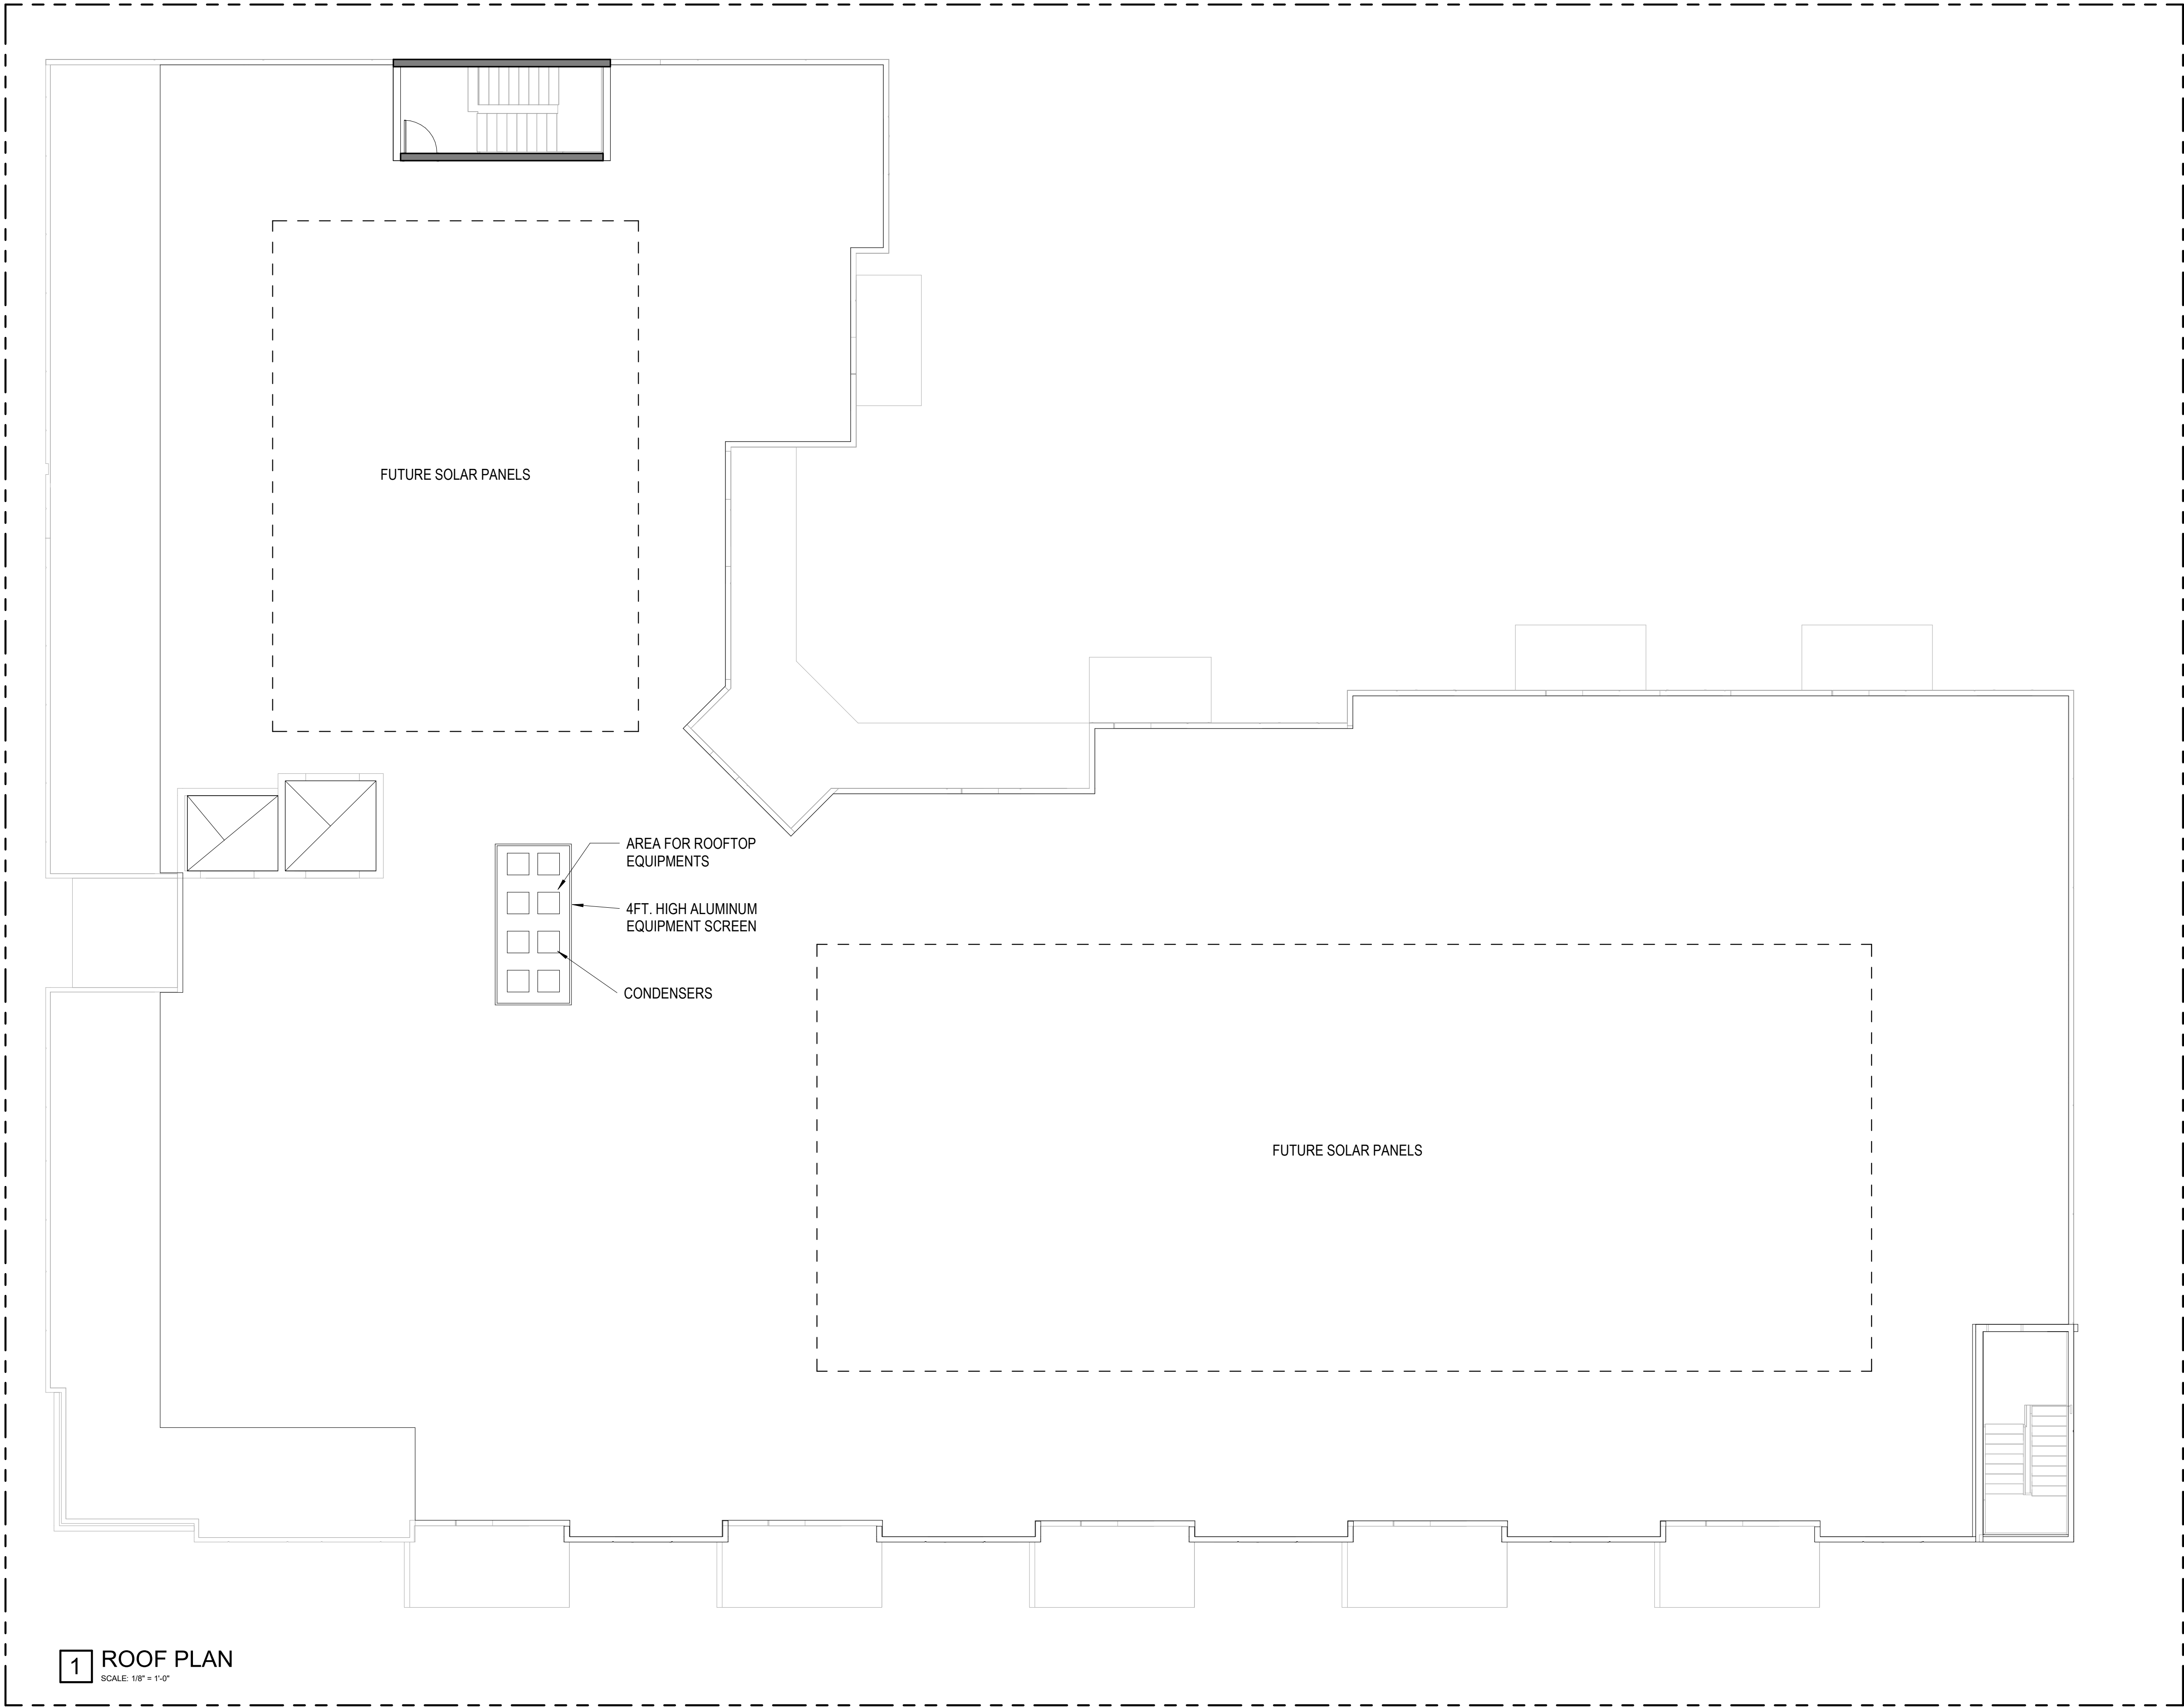 FUTURE SOLAR PANELS
AREA FOR ROOFTOP
EQUIPMENTS
4FT. HIGH ALUMINUM
EQUIPMENT SCREEN
CONDENSERS
FUTURE SOLAR PANELS
1 ROOF PLAN
SCALE: 1/8" = 1'-0"